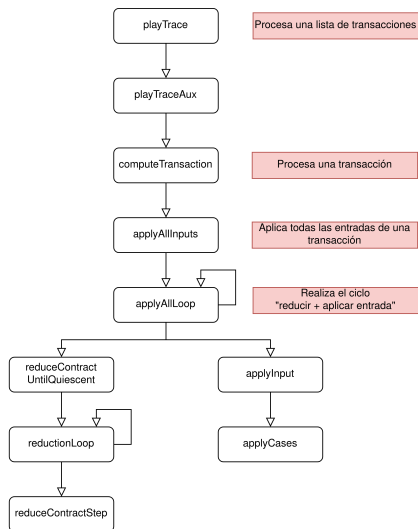 playTrace
Procesa una lista de transacciones
playTraceAux
computeTransaction
Procesa una transacción
applyAllInputs
Aplica todas las entradas de una
transacción
applyAllLoop
Realiza el ciclo
"reducir + aplicar entrada"
reduceContract
UntilQuiescent
applyInput
reductionLoop
applyCases
reduceContractStep